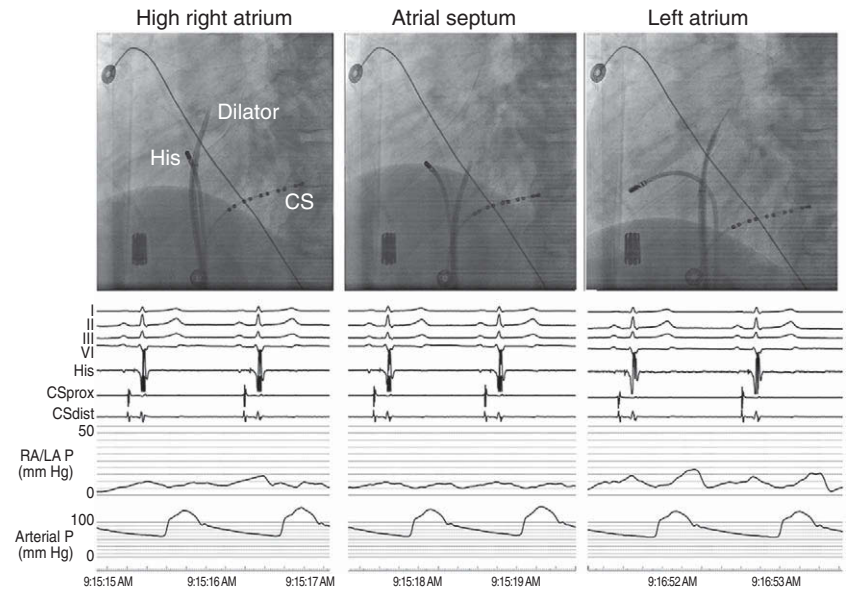 High right atrium
Atrial septum
Left atrium
Dilator
His
CS
I
II
III
VI
His
CSprox
CSdist
50
RA/LA P
(mm Hg)
0
100
Arterial P
(mm Hg)
0
9:15:15 AM
9:15:16 AM
9:15:17 AM
9:15:18 AM
9:15:19 AM
9:16:52 AM
9:16:53 AM